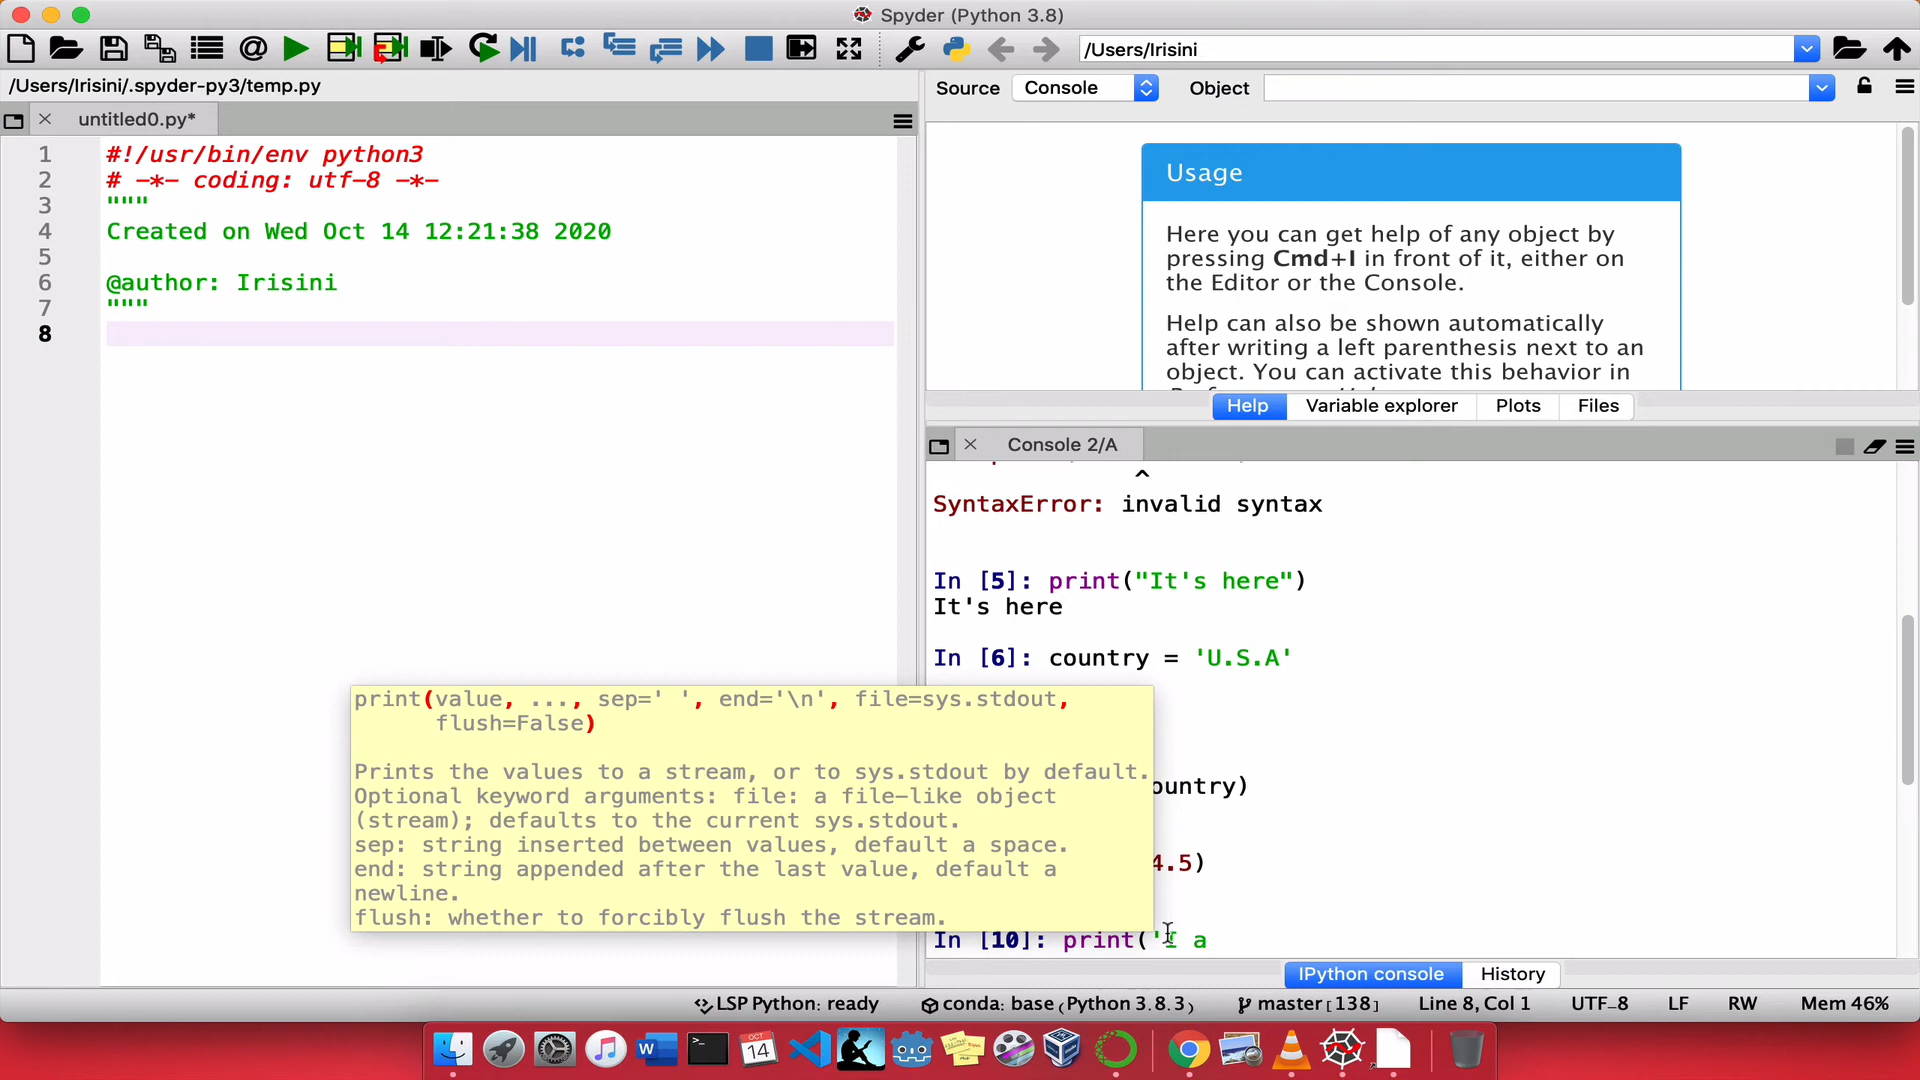 Spyder (Python 3.8)
/Users/Irisini
/Users/Irisini/.spyder-py3/temp.py
Source Console Object
untitled0.py*
1 #!/usr/bin/env python3
2 # -*- coding: utf-8 -*-
3 """
4 Created on Wed Oct 14 12:21:38 2020
5
6 @author: Irisini
7 """
8
Usage
Here you can get help of any object by
pressing Cmd+I in front of it, either on
the Editor or the Console.
Help can also be shown automatically
after writing a left parenthesis next to an
object. You can activate this behavior in
Help Variable explorer Plots Files
Console 2/A
^
SyntaxError: invalid syntax
In [5]: print("It's here")
It's here
In [6]: country = 'U.S.A'
ountry)
4.5)
In [10]: print('I a
print(value, ..., sep=' ', end='\n', file=sys.stdout,
flush=False)
Prints the values to a stream, or to sys.stdout by default.
Optional keyword arguments: file: a file-like object
(stream); defaults to the current sys.stdout.
sep: string inserted between values, default a space.
end: string appended after the last value, default a
newline.
flush: whether to forcibly flush the stream.
IPython console History
LSP Python: ready conda: base (Python 3.8.3) master [138] Line 8, Col 1 UTF-8 LF RW Mem 46%
OCT
14